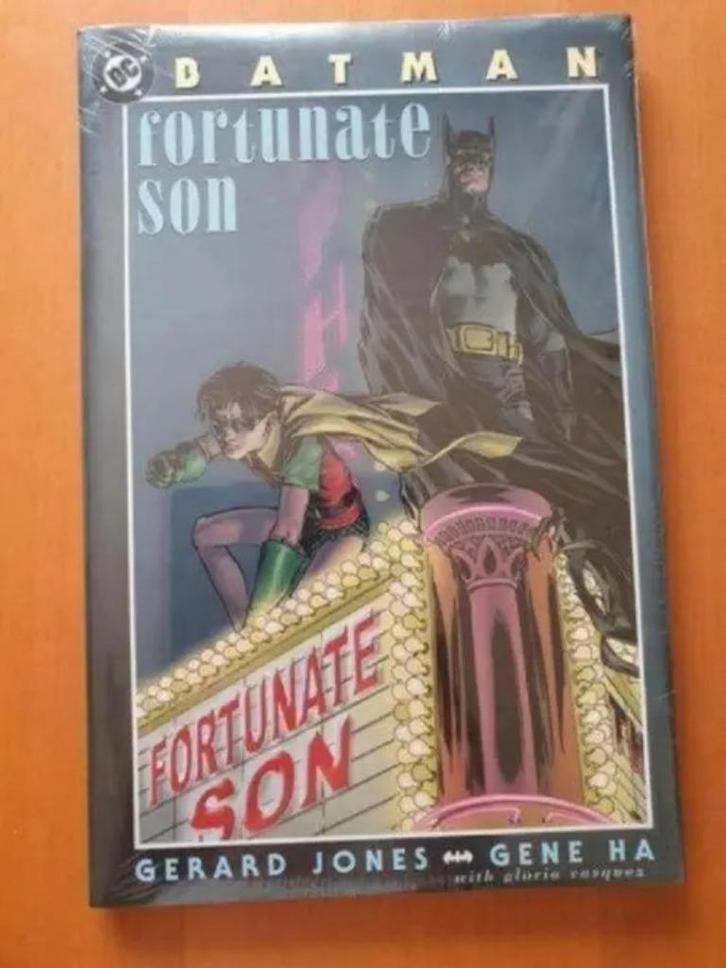 DC
BATMAN
fortunate
son
FORTUNATE
SON
GERARD JONES GENE HA
with gloria vasquez